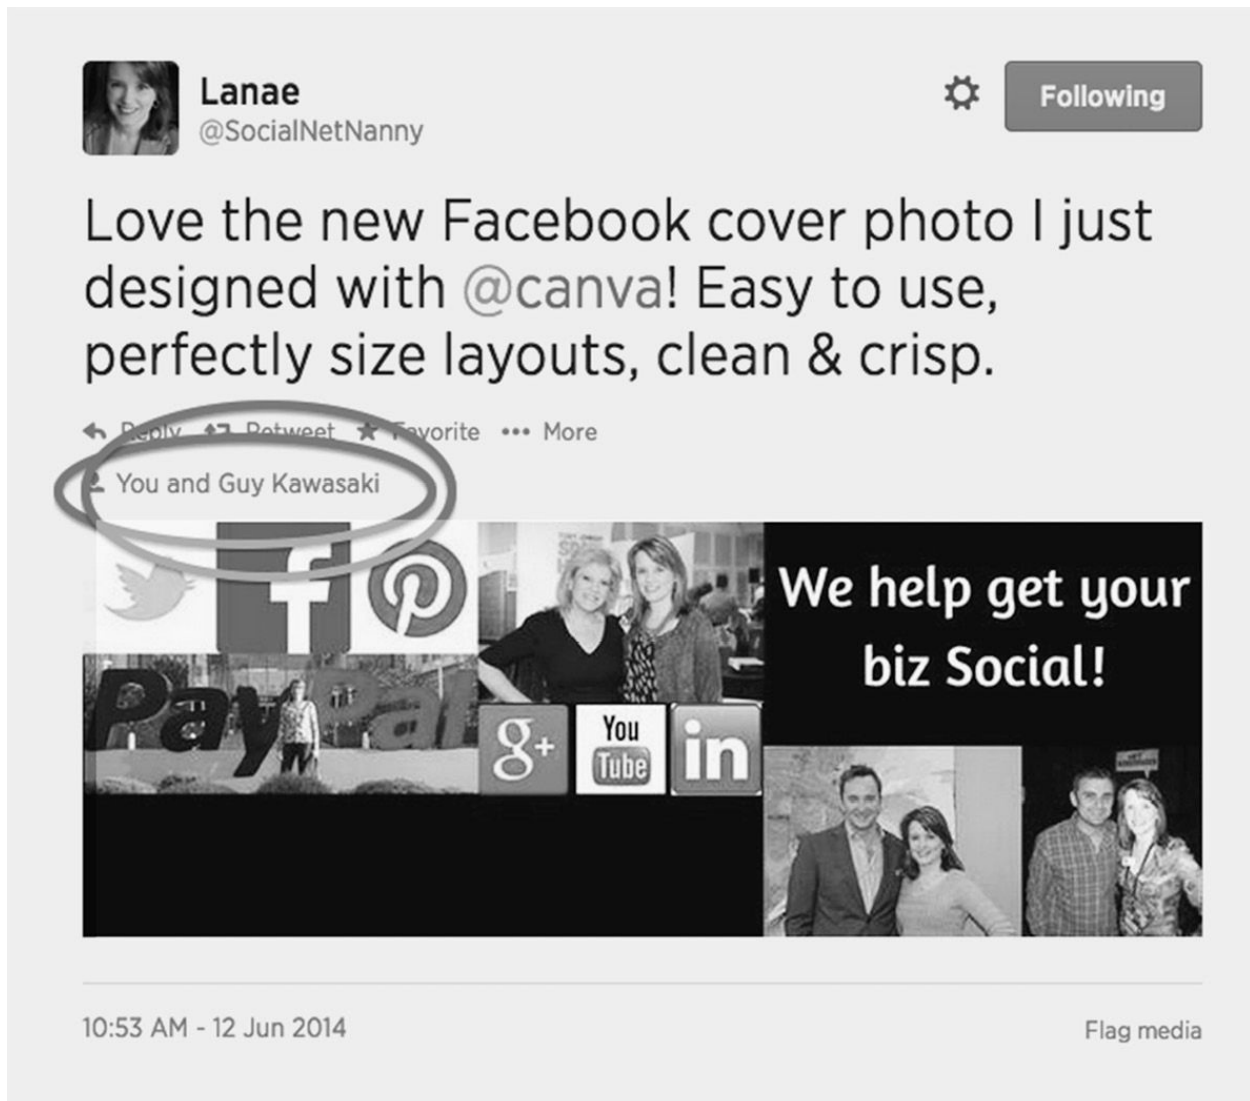 Lanae
@SocialNetNanny
Following
Love the new Facebook cover photo I just
designed with @canva! Easy to use,
perfectly size layouts, clean & crisp.
Reply Retweet Favorite ••• More
You and Guy Kawasaki
f
We help get your
biz Social!
PayPal
g+
You
Tube
in
10:53 AM - 12 Jun 2014
Flag media